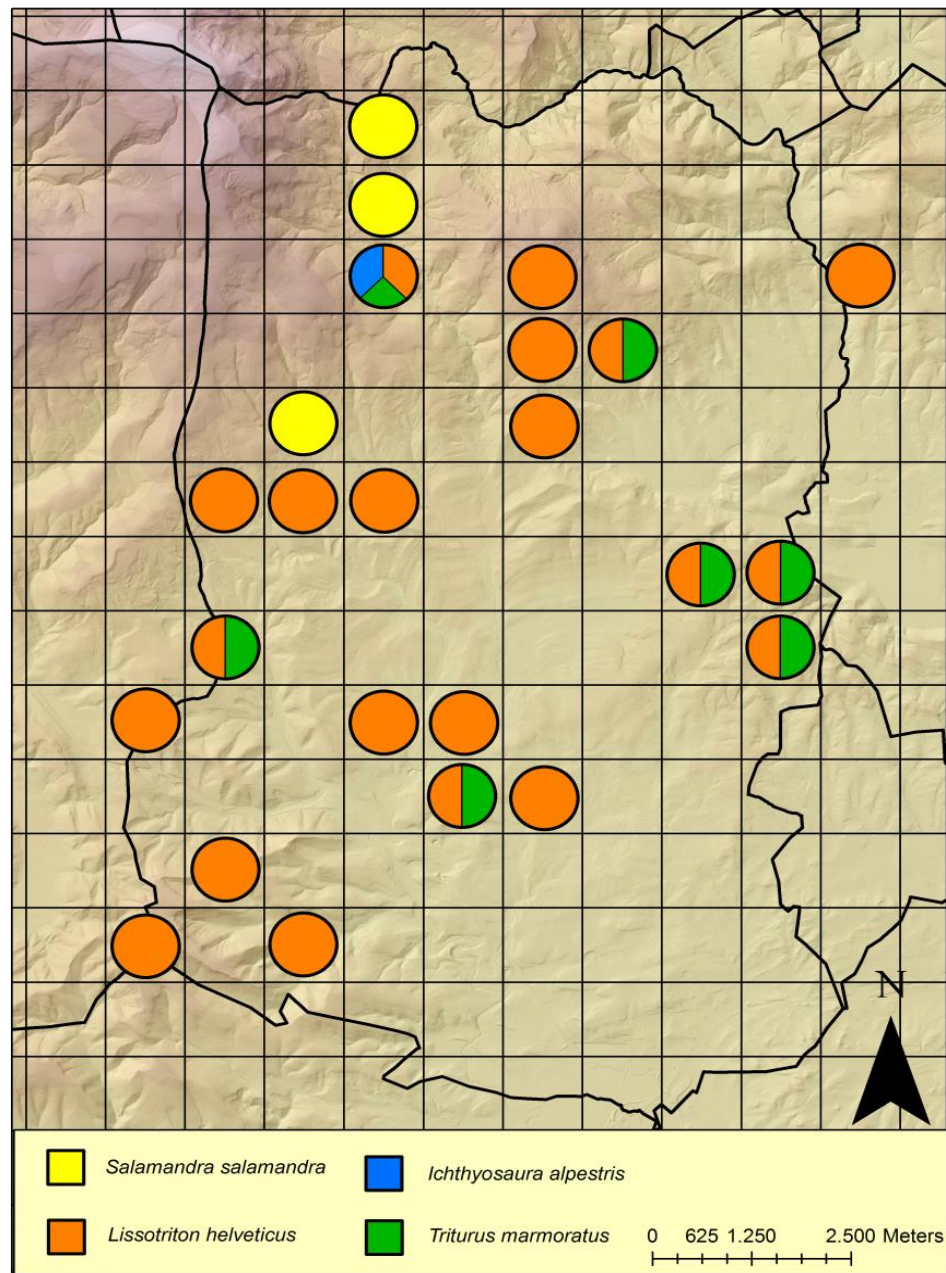 N
Salamandra salamandra
Ichthyosaura alpestris
Lissotriton helveticus
Triturus marmoratus
0 625 1.250 2.500 Meters